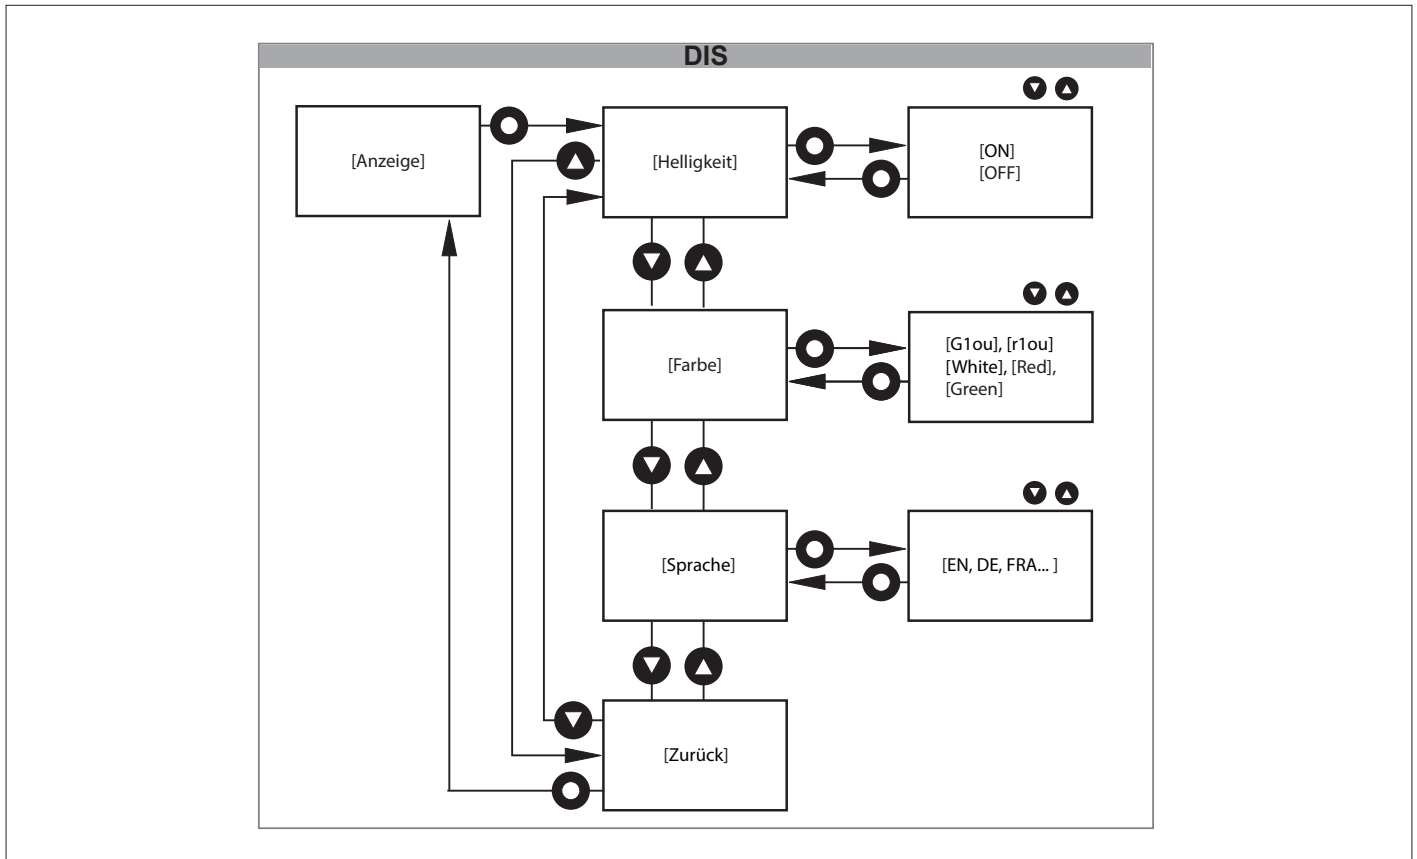 DIS
[Anzeige]
[Helligkeit]
[ON]
[OFF]
[Farbe]
[G1ou], [r1ou]
[White], [Red],
[Green]
[Sprache]
[EN, DE, FRA... ]
[Zurück]